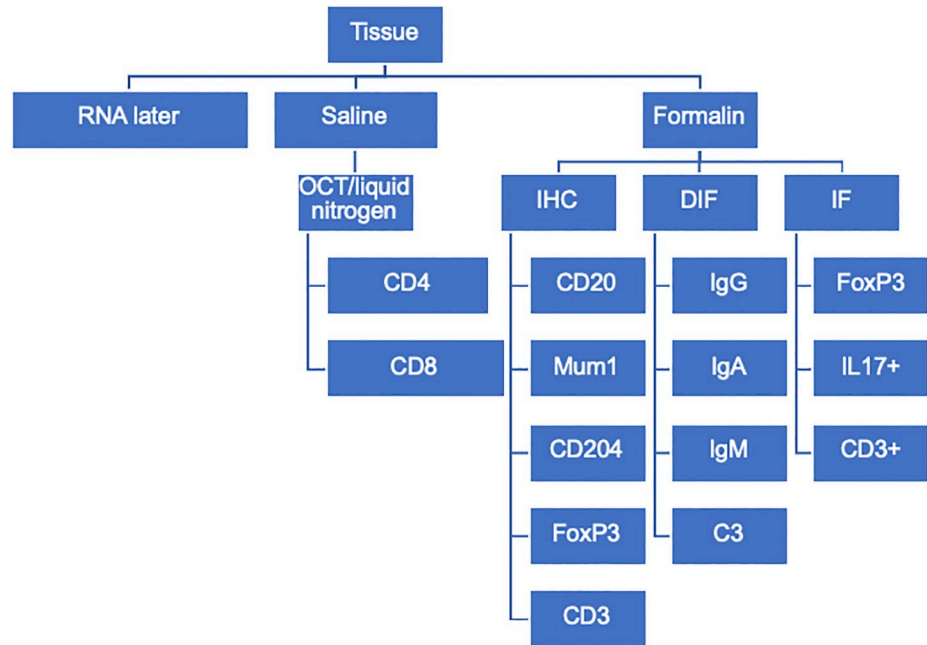 Tissue
RNA later
Saline
Formalin
OCT/liquid
nitrogen
IHC
DIF
IF
CD4
CD20
IgG
FoxP3
CD8
Mum1
IgA
IL17+
CD204
IgM
CD3+
FoxP3
C3
CD3